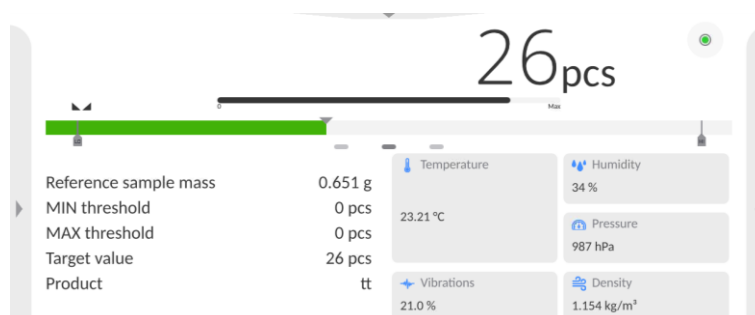 26pcs
0 Max
Reference sample mass 0.651 g
MIN threshold 0 pcs
MAX threshold 0 pcs
Target value 26 pcs
Product tt
Temperature
23.21 °C
Humidity
34 %
Pressure
987 hPa
Vibrations
21.0 %
Density
1.154 kg/m³